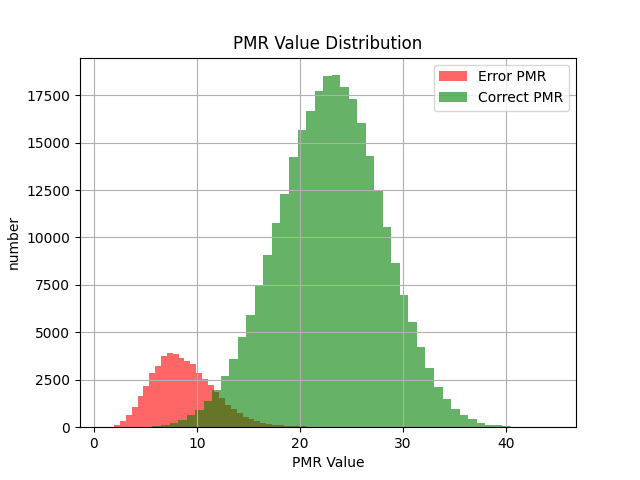 PMR Value Distribution
Error PMR
Correct PMR
17500
15000
12500
10000
7500
5000
2500
0
number
0 10 20 30 40
PMR Value